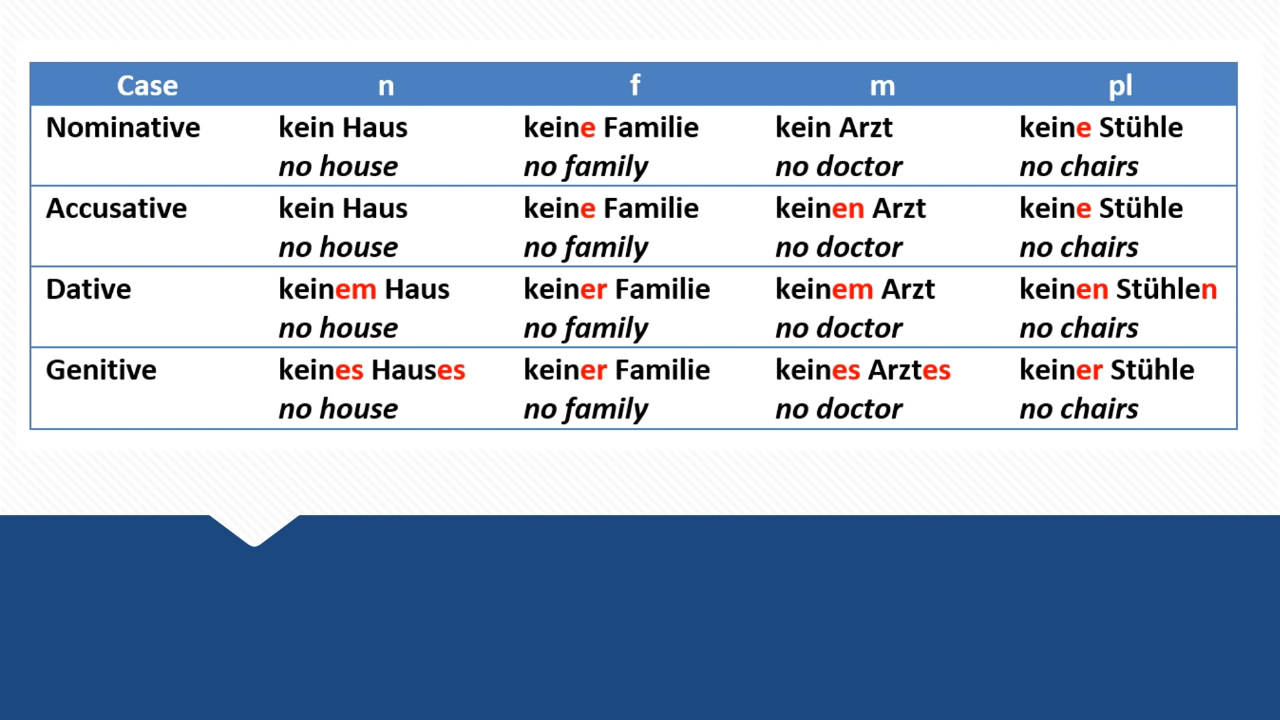 Case n f m pl
Nominative kein Haus keine Familie kein Arzt keine Stühle
no house no family no doctor no chairs
Accusative kein Haus keine Familie keinen Arzt keine Stühle
no house no family no doctor no chairs
Dative keinem Haus keiner Familie keinem Arzt keinen Stühlen
no house no family no doctor no chairs
Genitive keines Hauses keiner Familie keines Arztes keiner Stühle
no house no family no doctor no chairs